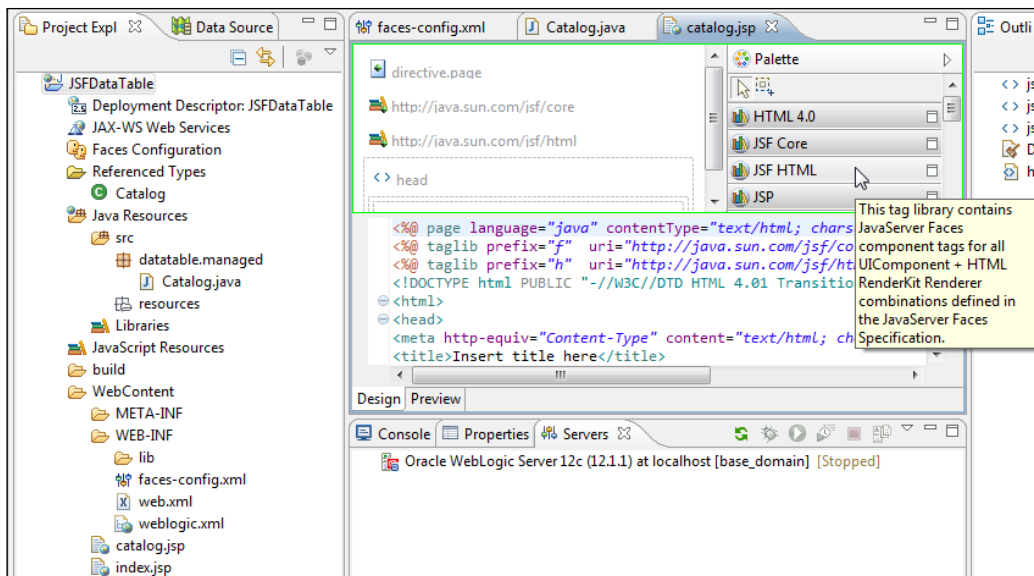 Project Expl
Data Source
JSFDataTable
Deployment Descriptor: JSFDataTable
JAX-WS Web Services
Faces Configuration
Referenced Types
Catalog
Java Resources
src
datatable.managed
Catalog.java
resources
Libraries
JavaScript Resources
build
WebContent
META-INF
WEB-INF
lib
faces-config.xml
web.xml
weblogic.xml
catalog.jsp
index.jsp
faces-config.xml
Catalog.java
catalog.jsp
directive.page
http://java.sun.com/jsf/core
http://java.sun.com/jsf/html
head
Palette
HTML 4.0
JSF Core
JSF HTML
JSP
This tag library contains
JavaServer Faces
component tags for all
UIComponent + HTML
RenderKit Renderer
combinations defined in
the JavaServer Faces
Specification.
<%@ page language="java" contentType="text/html; chars
<%@ taglib prefix="f" uri="http://java.sun.com/jsf/co
<%@ taglib prefix="h" uri="http://java.sun.com/jsf/ht
<!DOCTYPE html PUBLIC "-//W3C//DTD HTML 4.01 Transitio
<html>
<head>
<meta http-equiv="Content-Type" content="text/html; ch
<title>Insert title here</title>
Design
Preview
Console
Properties
Servers
Oracle WebLogic Server 12c (12.1.1) at localhost [base_domain] [Stopped]
Outli
js
js
js
D
h